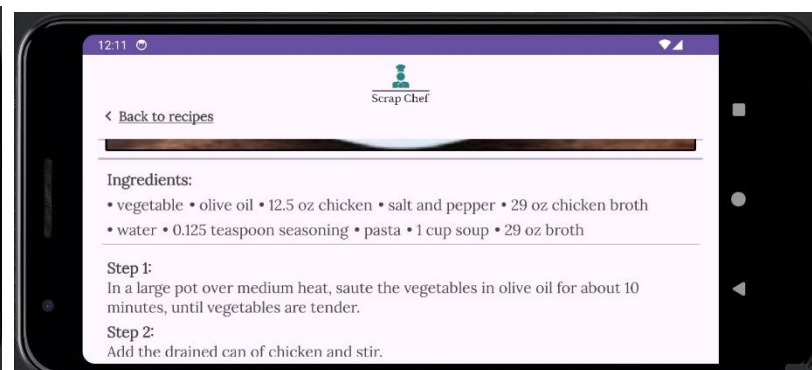 12:11
Scrap Chef
< Back to recipes
Ingredients:
• vegetable • olive oil • 12.5 oz chicken • salt and pepper • 29 oz chicken broth
• water • 0.125 teaspoon seasoning • pasta • 1 cup soup • 29 oz broth
Step 1:
In a large pot over medium heat, saute the vegetables in olive oil for about 10
minutes, until vegetables are tender.
Step 2:
Add the drained can of chicken and stir.